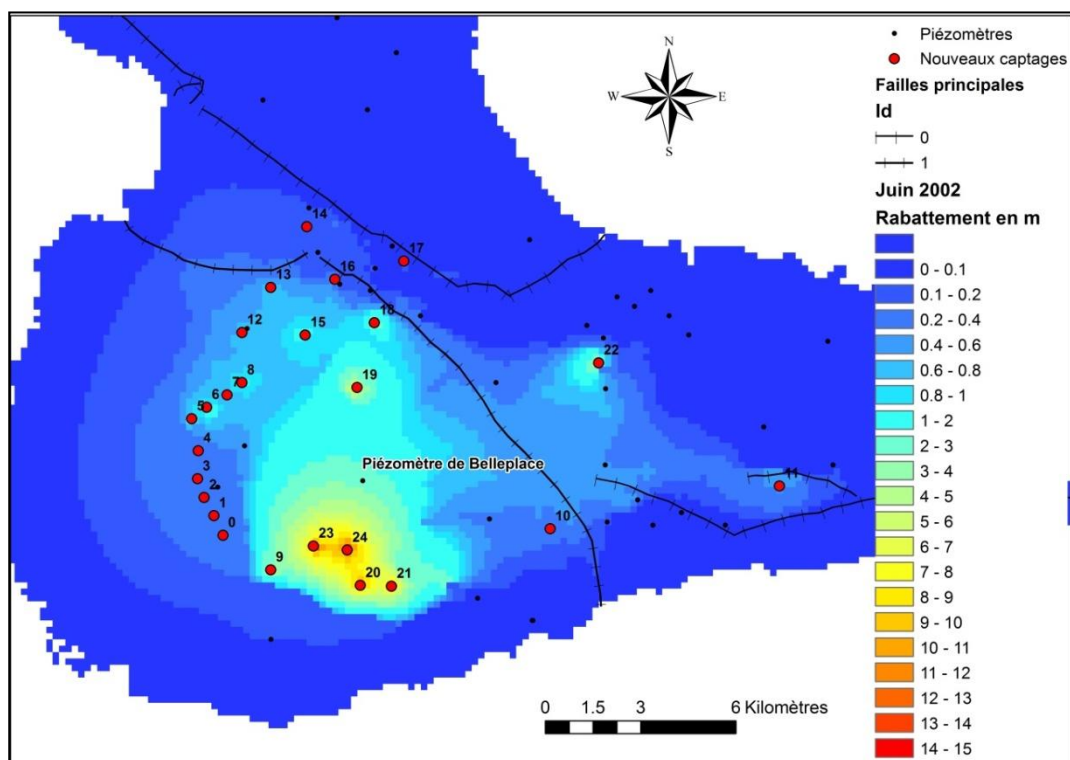 Piézomètres
Nouveaux captages
Failles principales
Id
0
1
Juin 2002
Rabattement en m
0 - 0.1
0.1 - 0.2
0.2 - 0.4
0.4 - 0.6
0.6 - 0.8
0.8 - 1
1 - 2
2 - 3
3 - 4
4 - 5
5 - 6
6 - 7
7 - 8
8 - 9
9 - 10
10 - 11
11 - 12
12 - 13
13 - 14
14 - 15
N
W
E
S
14
17
16
13
18
12
15
22
7
8
19
6
5
4
Piézomètre de Belleplace
3
11
2
1
0
10
23
24
9
20
21
0 1.5 3 6 Kilomètres